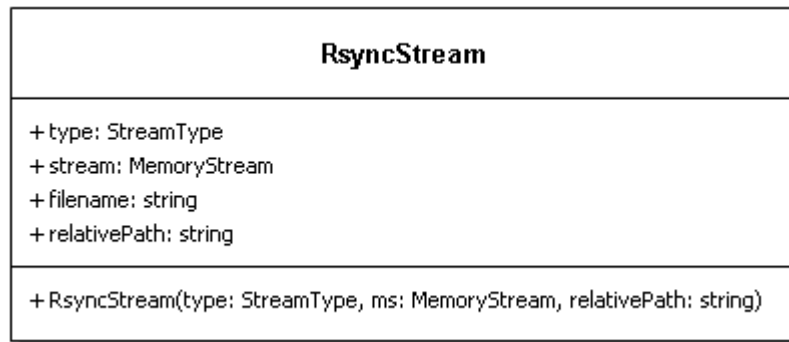 RsyncStream
+ type: StreamType
+ stream: MemoryStream
+ filename: string
+ relativePath: string
+ RsyncStream(type: StreamType, ms: MemoryStream, relativePath: string)